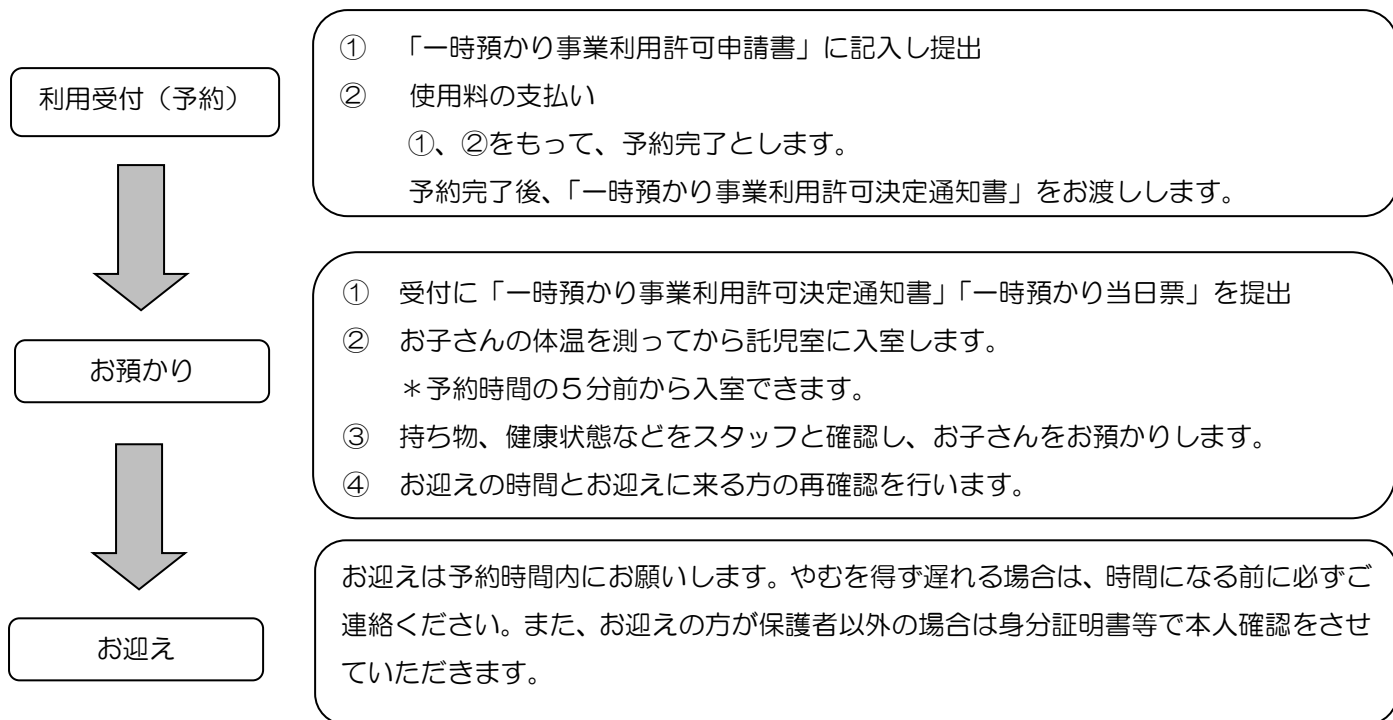 利用受付（予約）
① 「一時預かり事業利用許可申請書」に記入し提出
② 使用料の支払い
①、②をもって、予約完了とします。
予約完了後、「一時預かり事業利用許可決定通知書」をお渡しします。
お預かり
① 受付に「一時預かり事業利用許可決定通知書」「一時預かり当日票」を提出
② お子さんの体温を測ってから託児室に入室します。
＊予約時間の５分前から入室できます。
③ 持ち物、健康状態などをスタッフと確認し、お子さんをお預かりします。
④ お迎えの時間とお迎えに来る方の再確認を行います。
お迎え
お迎えは予約時間内にお願いします。やむを得ず遅れる場合は、時間になる前に必ずご
連絡ください。また、お迎えの方が保護者以外の場合は身分証明書等で本人確認をさせ
ていただきます。